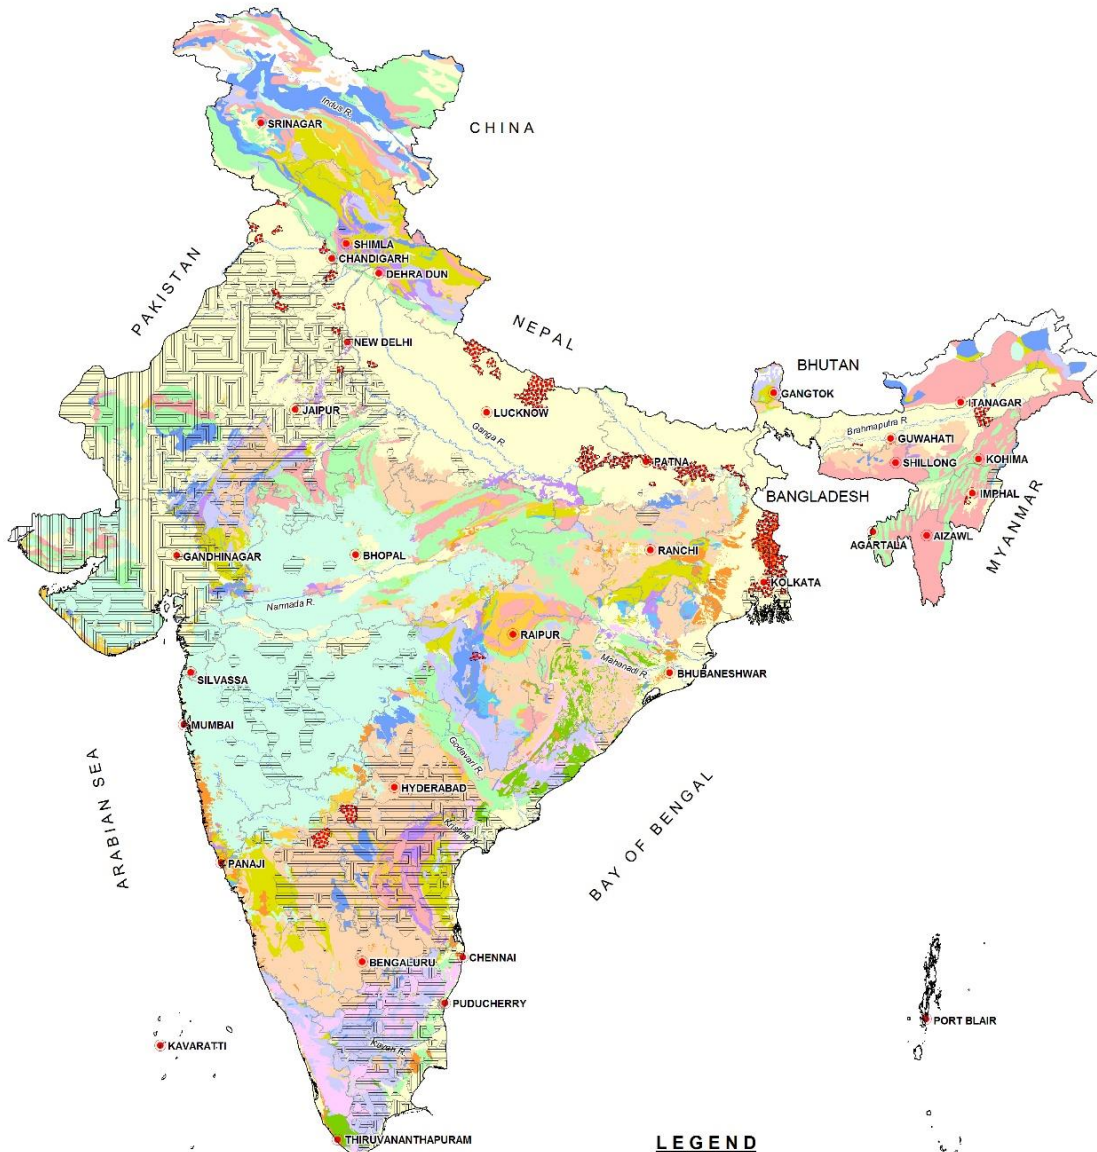 Indus R.
SRINAGAR
CHINA
SHIMLA
CHANDIGARH
DEHRA DUN
PAKISTAN
NEPAL
NEW DELHI
BHUTAN
GANGTOK
ITANAGAR
JAIPUR
LUCKNOW
Ganga R.
Brahmaputra R.
GUWAHATI
PATNA
SHILLONG
KOHIMA
BANGLADESH
IMPHAL
MYANMAR
GANDHINAGAR
BHOPAL
RANCHI
AGARTALA
AIZAWL
KOLKATA
Narmada R.
RAIPUR
Mahanadi R.
BHUBANESHWAR
SILVASSA
MUMBAI
Godavari R.
ARABIAN SEA
HYDERABAD
Krishna R.
BAY OF BENGAL
PANAJI
BENGALURU
CHENNAI
PUDUCHERRY
PORT BLAIR
KAVARATTI
THIRUVANANTHAPURAM
LEGEND